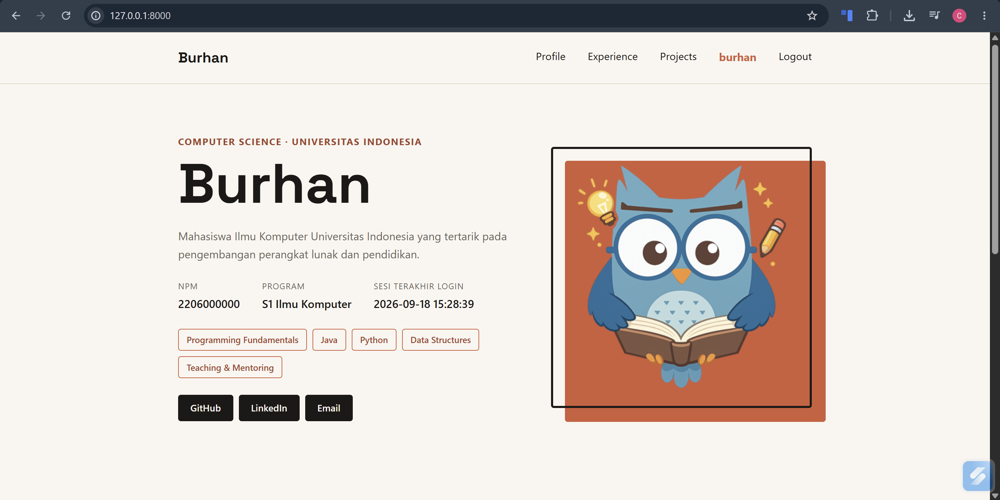 127.0.0.1:8000
C
Burhan
Profile Experience Projects burhan Logout
COMPUTER SCIENCE · UNIVERSITAS INDONESIA
Burhan
Mahasiswa Ilmu Komputer Universitas Indonesia yang tertarik pada
pengembangan perangkat lunak dan pendidikan.
NPM PROGRAM SESI TERAKHIR LOGIN
2206000000 S1 Ilmu Komputer 2026-09-18 15:28:39
Programming Fundamentals Java Python Data Structures
Teaching & Mentoring
GitHub LinkedIn Email